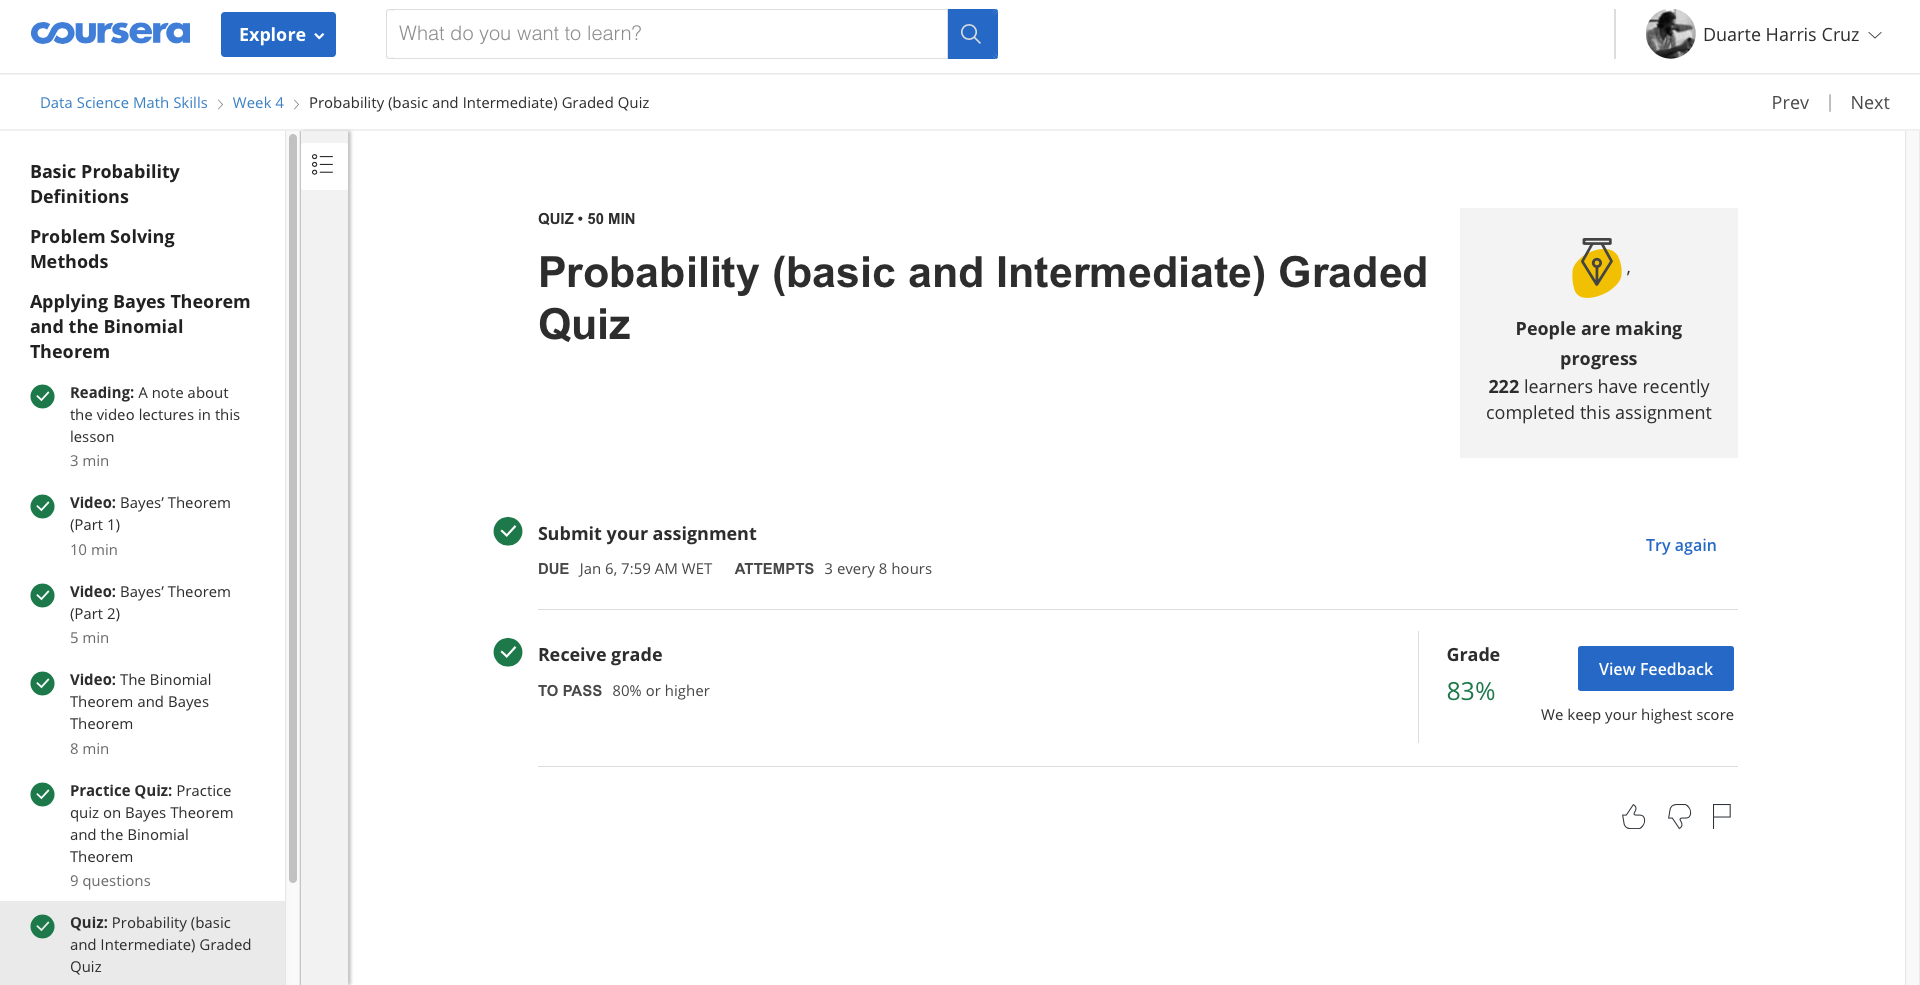 coursera
Explore
What do you want to learn?
Duarte Harris Cruz
Data Science Math Skills
Week 4
Probability (basic and Intermediate) Graded Quiz
Prev
Next
Basic Probability
Definitions
Problem Solving
Methods
Applying Bayes Theorem
and the Binomial
Theorem
Reading: A note about
the video lectures in this
lesson
3 min
Video: Bayes’ Theorem
(Part 1)
10 min
Video: Bayes’ Theorem
(Part 2)
5 min
Video: The Binomial
Theorem and Bayes
Theorem
8 min
Practice Quiz: Practice
quiz on Bayes Theorem
and the Binomial
Theorem
9 questions
Quiz: Probability (basic
and Intermediate) Graded
Quiz
QUIZ • 50 MIN
Probability (basic and Intermediate) Graded
Quiz
,
People are making
progress
222 learners have recently
completed this assignment
Submit your assignment
DUE Jan 6, 7:59 AM WET ATTEMPTS 3 every 8 hours
Try again
Receive grade
TO PASS 80% or higher
Grade
83%
View Feedback
We keep your highest score